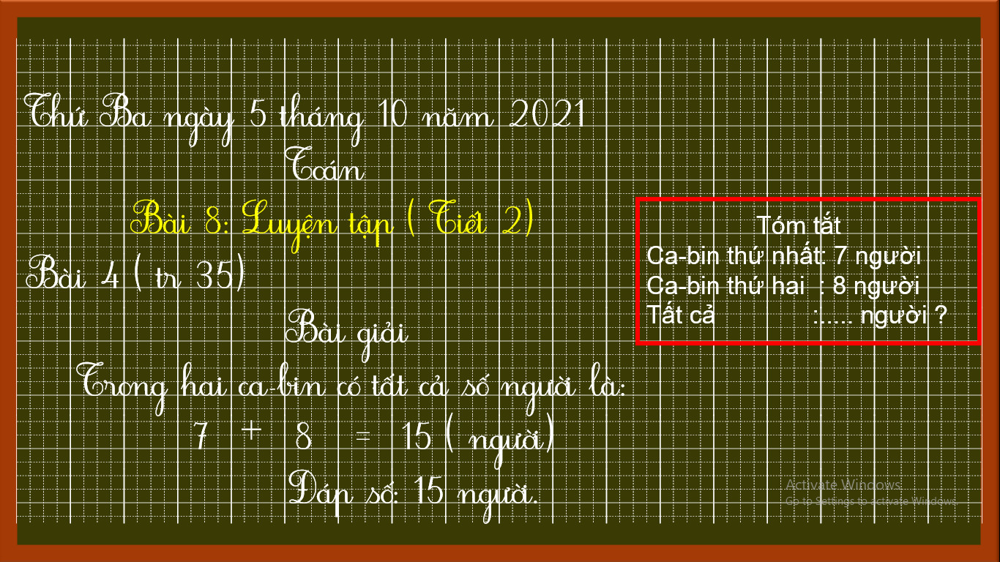 Thứ Ba ngày 5 tháng 10 năm 2021
Toán
Bài 8: Luyện tập ( Tiết 2)
Bài 4 ( tr 35)
Bài giải
Trong hai ca-bin có tất cả số người là:
7 + 8 = 15 ( người)
Đáp số: 15 người.
Tóm tắt
Ca-bin thứ nhất: 7 người
Ca-bin thứ hai : 8 người
Tất cả :..... người ?
Activate Windows
Go to Settings to activate Windows.